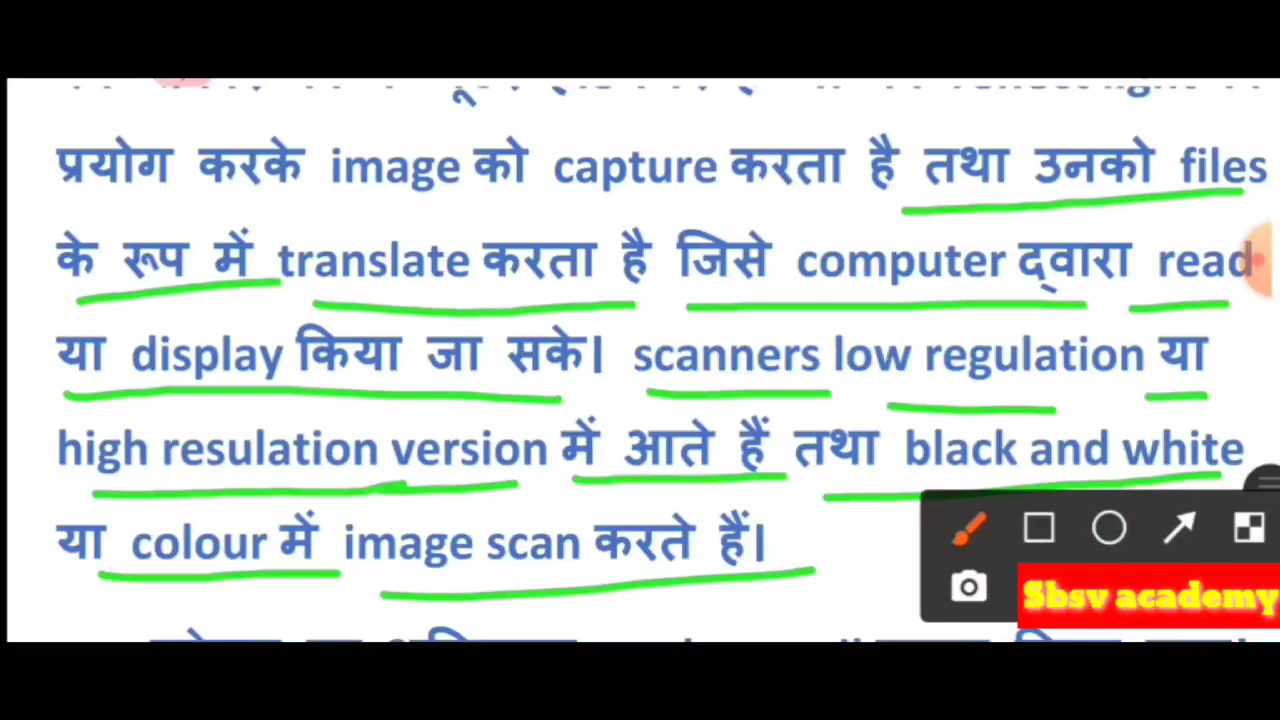 प्रयोग करके image को capture करता है तथा उनको files
के रूप में translate करता है जिसे computer द्वारा read
या display किया जा सके। scanners low regulation या
high resulation version में आते हैं तथा black and white
या colour में image scan करते हैं।
Sbsv academy